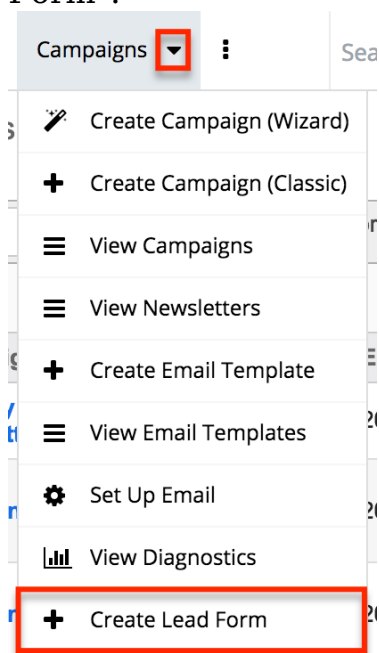 Form".
Campaigns
Sea
Create Campaign (Wizard)
Create Campaign (Classic)
View Campaigns
View Newsletters
Create Email Template
View Email Templates
Set Up Email
View Diagnostics
Create Lead Form